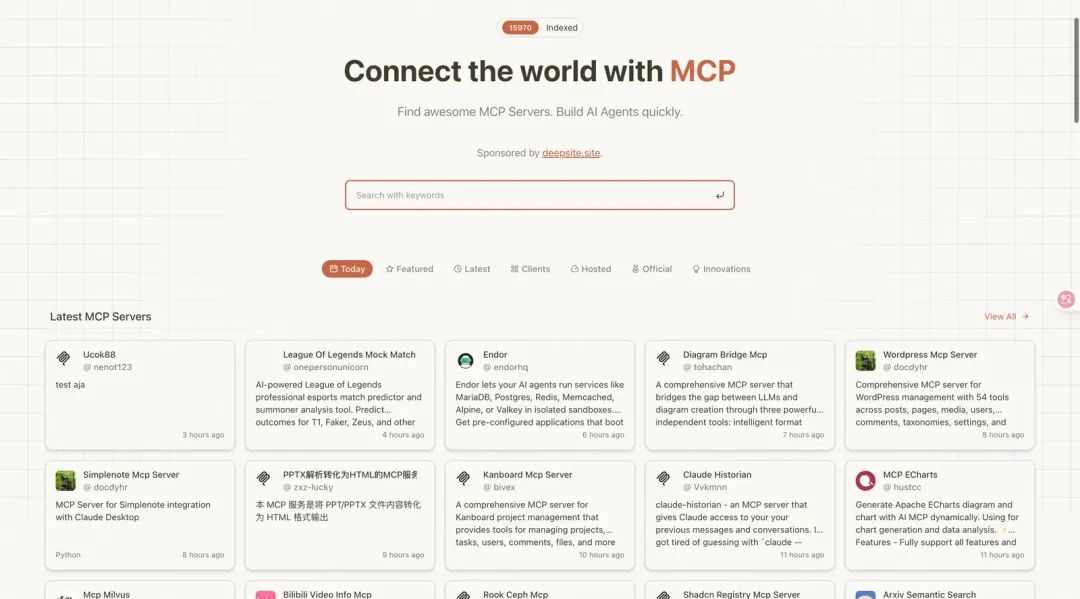 15970 Indexed
Connect the world with MCP
Find awesome MCP Servers. Build AI Agents quickly.
Sponsored by deepsite.site.
Search with keywords
Today Featured Latest Clients Hosted Official Innovations
Latest MCP Servers
View All →
Ucok88
@ nenot123
test aja
3 hours ago
League Of Legends Mock Match
@ onepersonunicorn
AI-powered League of Legends
professional esports match predictor and
summoner analysis tool. Predict...
outcomes for T1, Faker, Zeus, and other
4 hours ago
Endor
@ endorhq
Endor lets your AI agents run services like
MariaDB, Postgres, Redis, Memcached,
Alpine, or Valkey in isolated sandboxes....
Get pre-configured applications that boot
6 hours ago
Diagram Bridge Mcp
@ tohachan
A comprehensive MCP server that
bridges the gap between LLMs and
diagram creation through three powerfu...
independent tools: intelligent format
7 hours ago
Wordpress Mcp Server
@ docdyhr
Comprehensive MCP server for
WordPress management with 54 tools
across posts, pages, media, users,...
comments, taxonomies, settings, and
8 hours ago
Simplenote Mcp Server
@ docdyhr
MCP Server for Simplenote integration
with Claude Desktop
Python
8 hours ago
PPTX解析转化为HTML的MCP服务
@ zxz-lucky
本 MCP 服务是将 PPT/PPTX 文件内容转化
为 HTML 格式输出
9 hours ago
Kanboard Mcp Server
@ bivex
A comprehensive MCP server for
Kanboard project management that
provides tools for managing projects,...
tasks, users, comments, files, and more
10 hours ago
Claude Historian
@ Vvkmnn
claude-historian - an MCP server that
gives Claude access to your your
previous messages and conversations. I...
got tired of guessing with `claude --
11 hours ago
MCP ECharts
@ hustcc
Generate Apache ECharts diagram and
chart with AI MCP dynamically. Using for
chart generation and data analysis. ✨...
Features - Fully support all features and
11 hours ago
Mcp Milvus
Bilibili Video Info Mcp
Rook Ceph Mcp
Shadcn Registry Mcp Server
Arxiv Semantic Search